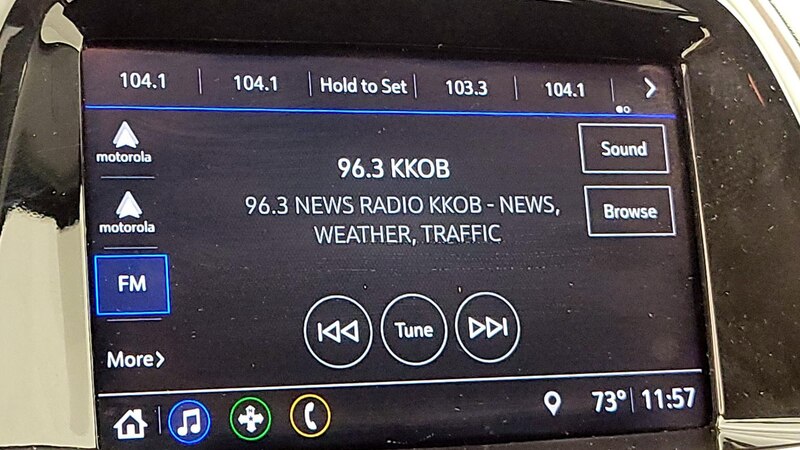 104.1 104.1 Hold to Set 103.3 104.1
motorola
motorola
FM
More
96.3 KKOB
96.3 NEWS RADIO KKOB - NEWS,
WEATHER, TRAFFIC
Sound
Browse
Tune
73° 11:57